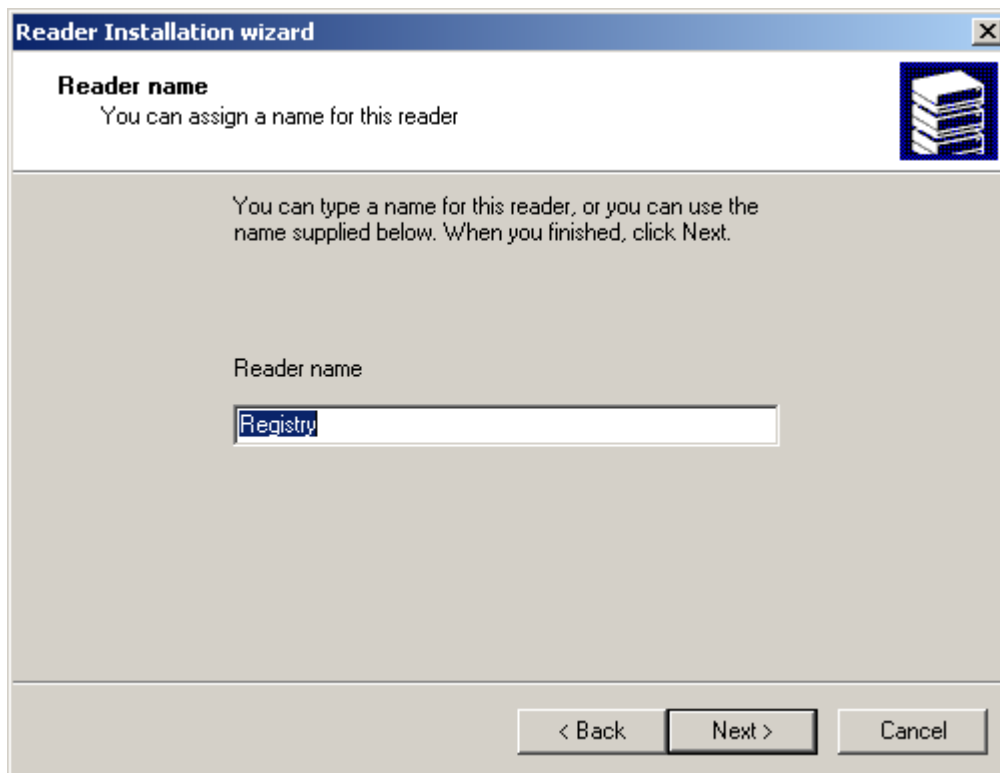 Reader Installation wizard
Reader name
You can assign a name for this reader
You can type a name for this reader, or you can use the
name supplied below. When you finished, click Next.
Reader name
Registry
< Back
Next >
Cancel